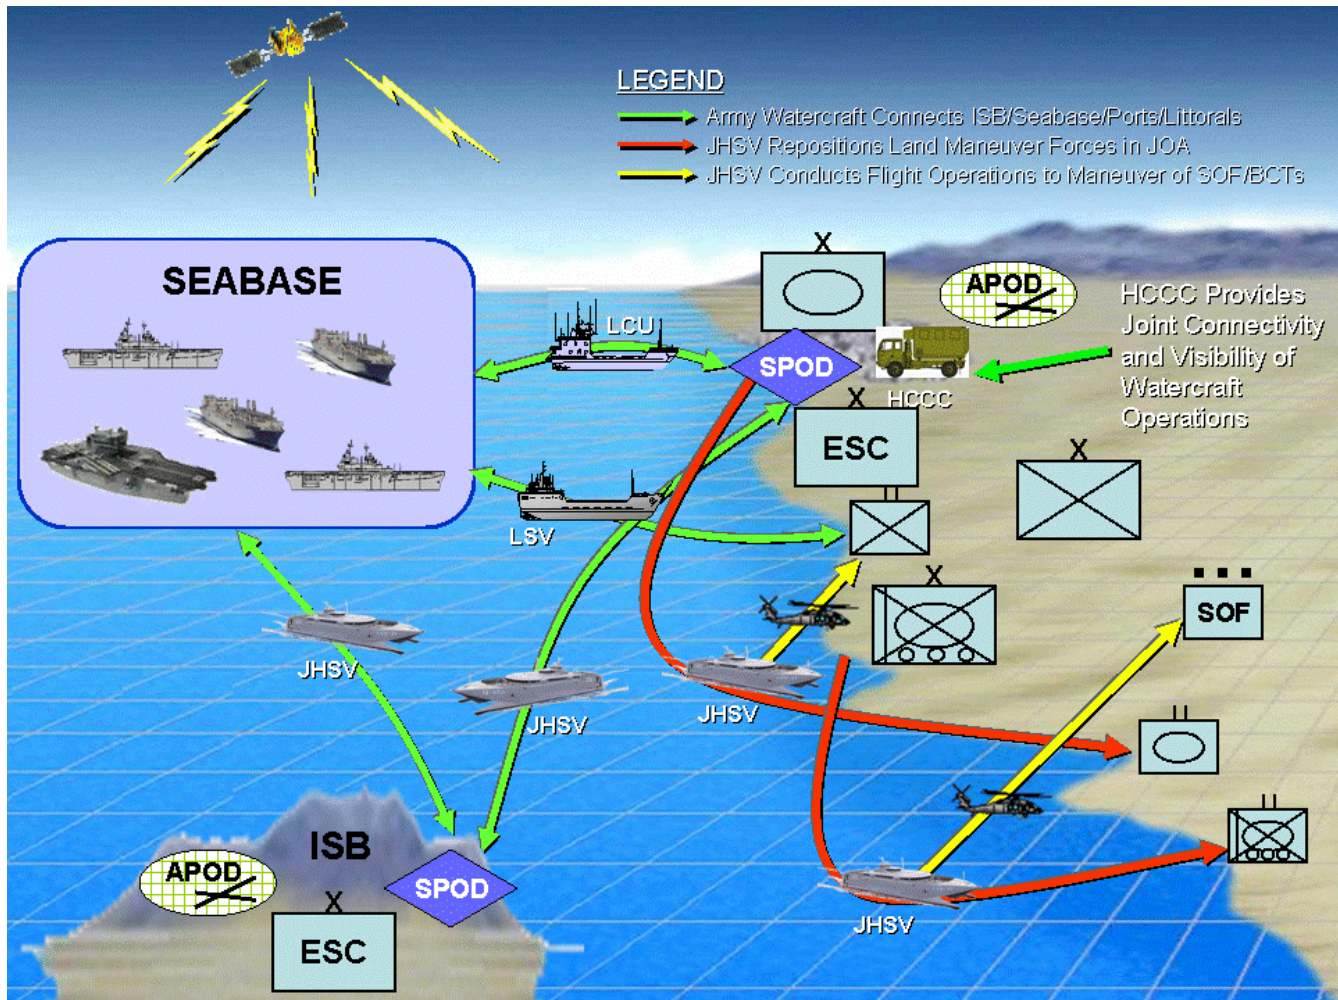 LEGEND
Army Watercraft Connects ISB/Seabase/Ports/Littorals
JHSV Repositions Land Maneuver Forces in JOA
JHSV Conducts Flight Operations to Maneuver of SOF/BCTs
SEABASE
X
APOD
HCCC Provides
Joint Connectivity
and Visibility of
Watercraft
Operations
LCU
SPOD
HCCC
X
ESC
X
LSV
X
SOF
JHSV
JHSV
JHSV
ISB
APOD
SPOD
X
ESC
JHSV